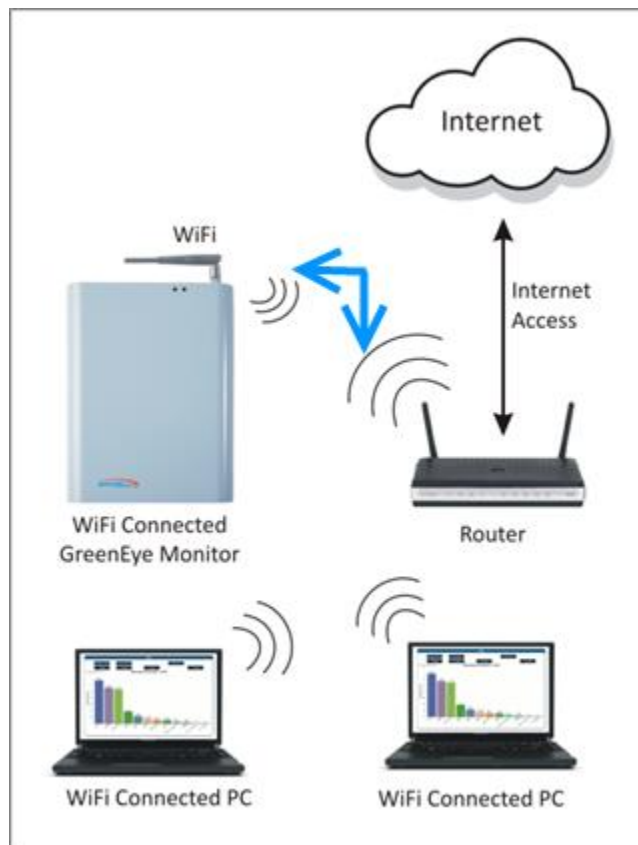 Internet
WiFi
Internet
Access
WiFi Connected
GreenEye Monitor
Router
WiFi Connected PC
WiFi Connected PC